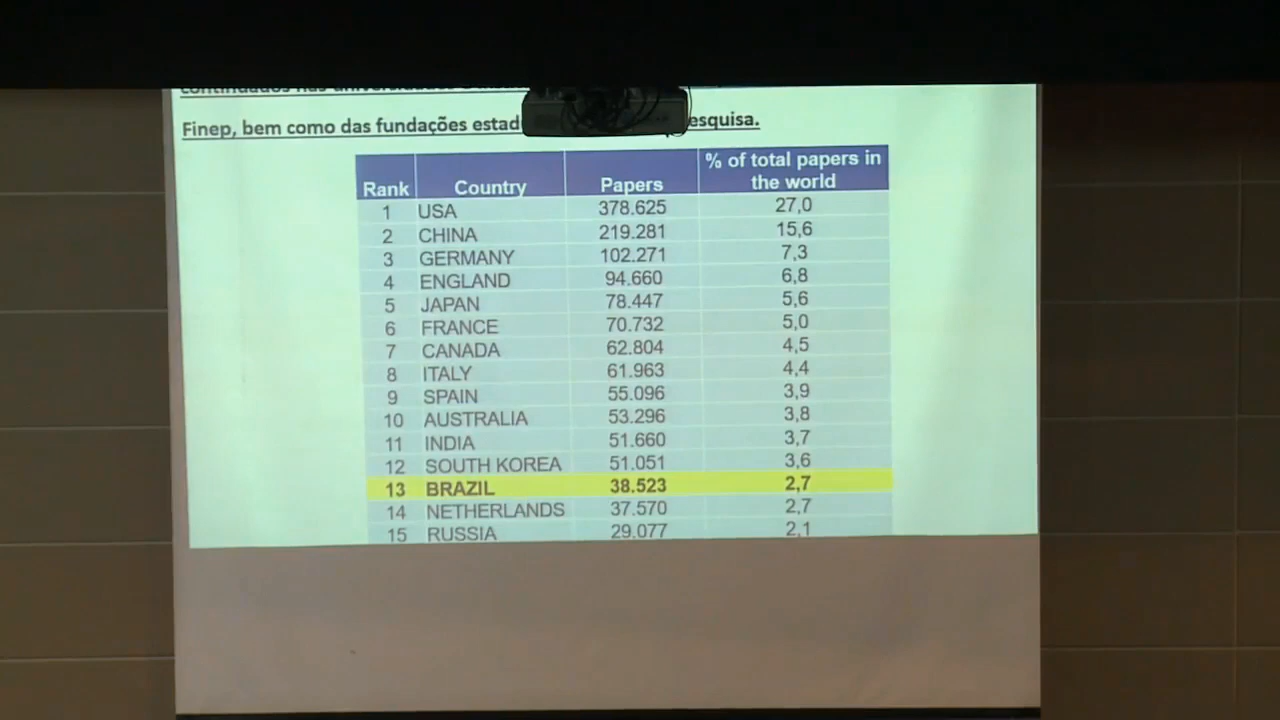 Finep, bem como das fundações esquisa.
Rank Country Papers % of total papers in the world
1 USA 378.625 27,0
2 CHINA 219.281 15,6
3 GERMANY 102.271 7,3
4 ENGLAND 94.660 6,8
5 JAPAN 78.447 5,6
6 FRANCE 70.732 5,0
7 CANADA 62.804 4,5
8 ITALY 61.963 4,4
9 SPAIN 55.096 3,9
10 AUSTRALIA 53.296 3,8
11 INDIA 51.660 3,7
12 SOUTH KOREA 51.051 3,6
13 BRAZIL 38.523 2,7
14 NETHERLANDS 37.570 2,7
15 RUSSIA 29.077 2,1